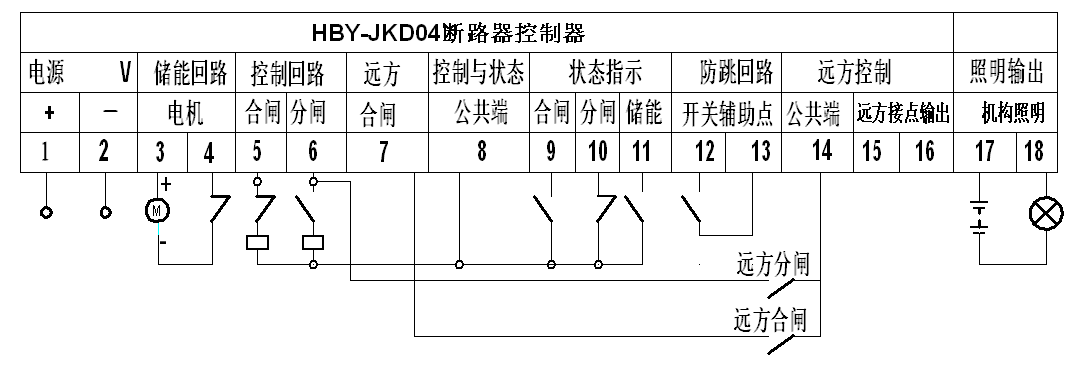 HBY-JKD04断路器控制器
电源 V 储能回路 控制回路 远方 控制与状态 状态指示 防跳回路 远方控制 照明输出
+ — 电机 合闸 分闸 合闸 公共端 合闸 分闸 储能 开关辅助点 公共端 远方接点输出 机构照明
1 2 3 4 5 6 7 8 9 10 11 12 13 14 15 16 17 18
+
M
-
远方分闸
远方合闸